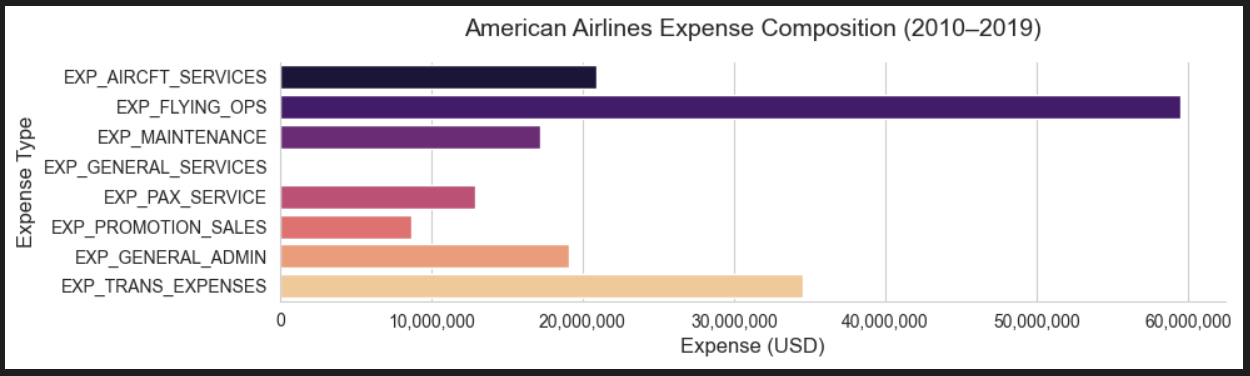 American Airlines Expense Composition (2010–2019)
Expense Type
EXP_AIRCFT_SERVICES
EXP_FLYING_OPS
EXP_MAINTENANCE
EXP_GENERAL_SERVICES
EXP_PAX_SERVICE
EXP_PROMOTION_SALES
EXP_GENERAL_ADMIN
EXP_TRANS_EXPENSES
0 10,000,000 20,000,000 30,000,000 40,000,000 50,000,000 60,000,000
Expense (USD)